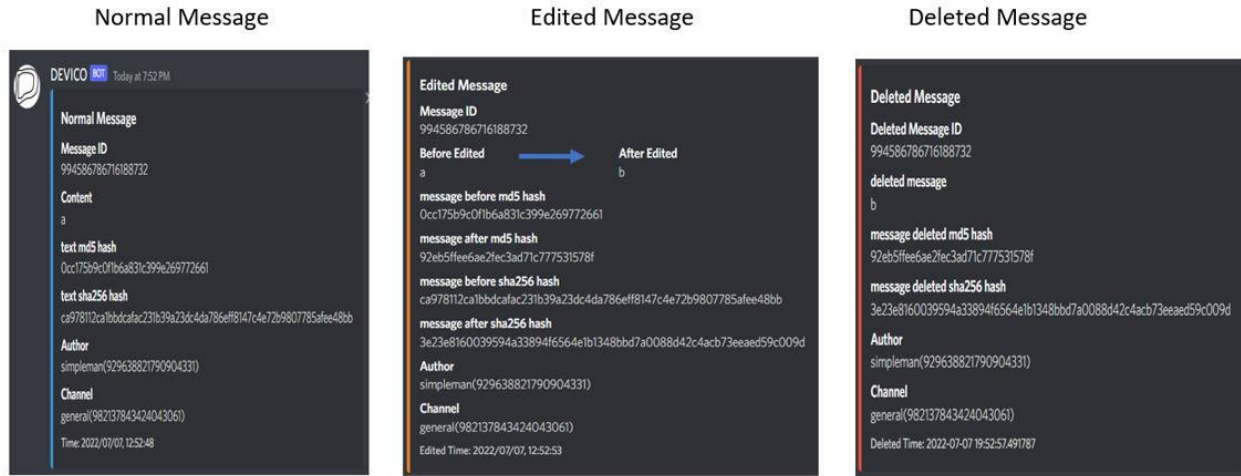 Normal Message
DEVICO BOT Today at 7:52 PM
Normal Message
Message ID
994586786716188732
Content
a
text md5 hash
0cc175b9c0f1b6a831c399e269772661
text sha256 hash
ca978112ca1bbdcafac231b39a23dc4da786eff8147c4e72b9807785afee48bb
Author
simpleman(929638821790904331)
Channel
general(982137843424043061)
Time: 2022/07/07, 12:52:48
Edited Message
Edited Message
Message ID
994586786716188732
Before Edited After Edited
a b
message before md5 hash
0cc175b9c0f1b6a831c399e269772661
message after md5 hash
92eb5ffee6ae2fec3ad71c777531578f
message before sha256 hash
ca978112ca1bbdcafac231b39a23dc4da786eff8147c4e72b9807785afee48bb
message after sha256 hash
3e23e8160039594a33894f6564e1b1348bbd7a0088d42c4acb73eeaed59c009d
Author
simpleman(929638821790904331)
Channel
general(982137843424043061)
Edited Time: 2022/07/07, 12:52:53
Deleted Message
Deleted Message
Deleted Message ID
994586786716188732
deleted message
b
message deleted md5 hash
92eb5ffee6ae2fec3ad71c777531578f
message deleted sha256 hash
3e23e8160039594a33894f6564e1b1348bbd7a0088d42c4acb73eeaed59c009d
Author
simpleman(929638821790904331)
Channel
general(982137843424043061)
Deleted Time: 2022-07-07 19:52:57.491787